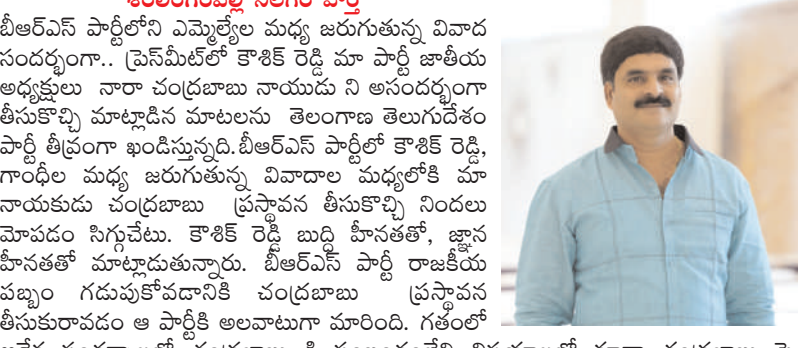 బీఆర్ఎస్ పార్టీలోని ఎమ్మెల్యేల మధ్య జరుగుతున్న వివాద
సందర్భంగా.. ప్రెస్‌మీట్‌లో కౌశిక్ రెడ్డి మా పార్టీ జాతీయ
అధ్యక్షులు నారా చంద్రబాబు నాయుడు ని అసందర్భంగా
తీసుకొచ్చి మాట్లాడిన మాటలను తెలంగాణ తెలుగుదేశం
పార్టీ తీవ్రంగా ఖండిస్తున్నది.బీఆర్ఎస్ పార్టీలో కౌశిక్ రెడ్డి,
గాంధీల మధ్య జరుగుతున్న వివాదాల మధ్యలోకి మా
నాయకుడు చంద్రబాబు ప్రస్తావన తీసుకొచ్చి నిందలు
మోపడం సిగ్గుచేటు. కౌశిక్ రెడ్డి బుద్ధి హీనతతో, జ్ఞాన
హీనతతో మాట్లాడుతున్నారు. బీఆర్ఎస్ పార్టీ రాజకీయ
పబ్బం గడుపుకోవడానికి చంద్రబాబు ప్రస్తావన
తీసుకురావడం ఆ పార్టీకి అలవాటుగా మారింది. గతంలో